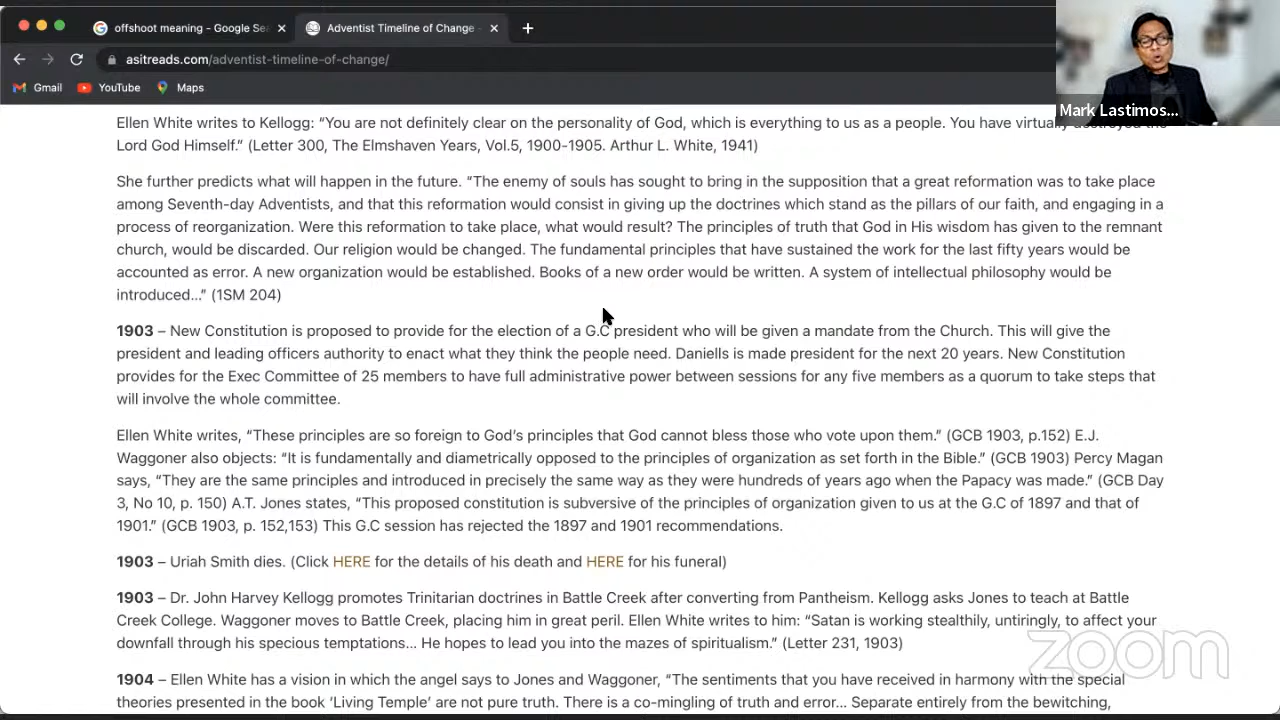 offshoot meaning - Google Sea
Adventist Timeline of Change -
asitreads.com/adventist-timeline-of-change/
Gmail YouTube Maps
Mark Lastimos...
Ellen White writes to Kellogg: “You are not definitely clear on the personality of God, which is everything to us as a people. You have virtually destroyed the
Lord God Himself.” (Letter 300, The Elmshaven Years, Vol.5, 1900-1905. Arthur L. White, 1941)
She further predicts what will happen in the future. “The enemy of souls has sought to bring in the supposition that a great reformation was to take place
among Seventh-day Adventists, and that this reformation would consist in giving up the doctrines which stand as the pillars of our faith, and engaging in a
process of reorganization. Were this reformation to take place, what would result? The principles of truth that God in His wisdom has given to the remnant
church, would be discarded. Our religion would be changed. The fundamental principles that have sustained the work for the last fifty years would be
accounted as error. A new organization would be established. Books of a new order would be written. A system of intellectual philosophy would be
introduced...” (1SM 204)
1903 – New Constitution is proposed to provide for the election of a G.C president who will be given a mandate from the Church. This will give the
president and leading officers authority to enact what they think the people need. Daniells is made president for the next 20 years. New Constitution
provides for the Exec Committee of 25 members to have full administrative power between sessions for any five members as a quorum to take steps that
will involve the whole committee.
Ellen White writes, “These principles are so foreign to God’s principles that God cannot bless those who vote upon them.” (GCB 1903, p.152) E.J.
Waggoner also objects: “It is fundamentally and diametrically opposed to the principles of organization as set forth in the Bible.” (GCB 1903) Percy Magan
says, “They are the same principles and introduced in precisely the same way as they were hundreds of years ago when the Papacy was made.” (GCB Day
3, No 10, p. 150) A.T. Jones states, “This proposed constitution is subversive of the principles of organization given to us at the G.C of 1897 and that of
1901.” (GCB 1903, p. 152,153) This G.C session has rejected the 1897 and 1901 recommendations.
1903 – Uriah Smith dies. (Click HERE for the details of his death and HERE for his funeral)
1903 – Dr. John Harvey Kellogg promotes Trinitarian doctrines in Battle Creek after converting from Pantheism. Kellogg asks Jones to teach at Battle
Creek College. Waggoner moves to Battle Creek, placing him in great peril. Ellen White writes to him: “Satan is working stealthily, untiringly, to affect your
downfall through his specious temptations... He hopes to lead you into the mazes of spiritualism.” (Letter 231, 1903)
zoom
1904 – Ellen White has a vision in which the angel says to Jones and Waggoner, “The sentiments that you have received in harmony with the special
theories presented in the book ‘Living Temple’ are not pure truth. There is a co-mingling of truth and error... Separate entirely from the bewitching,